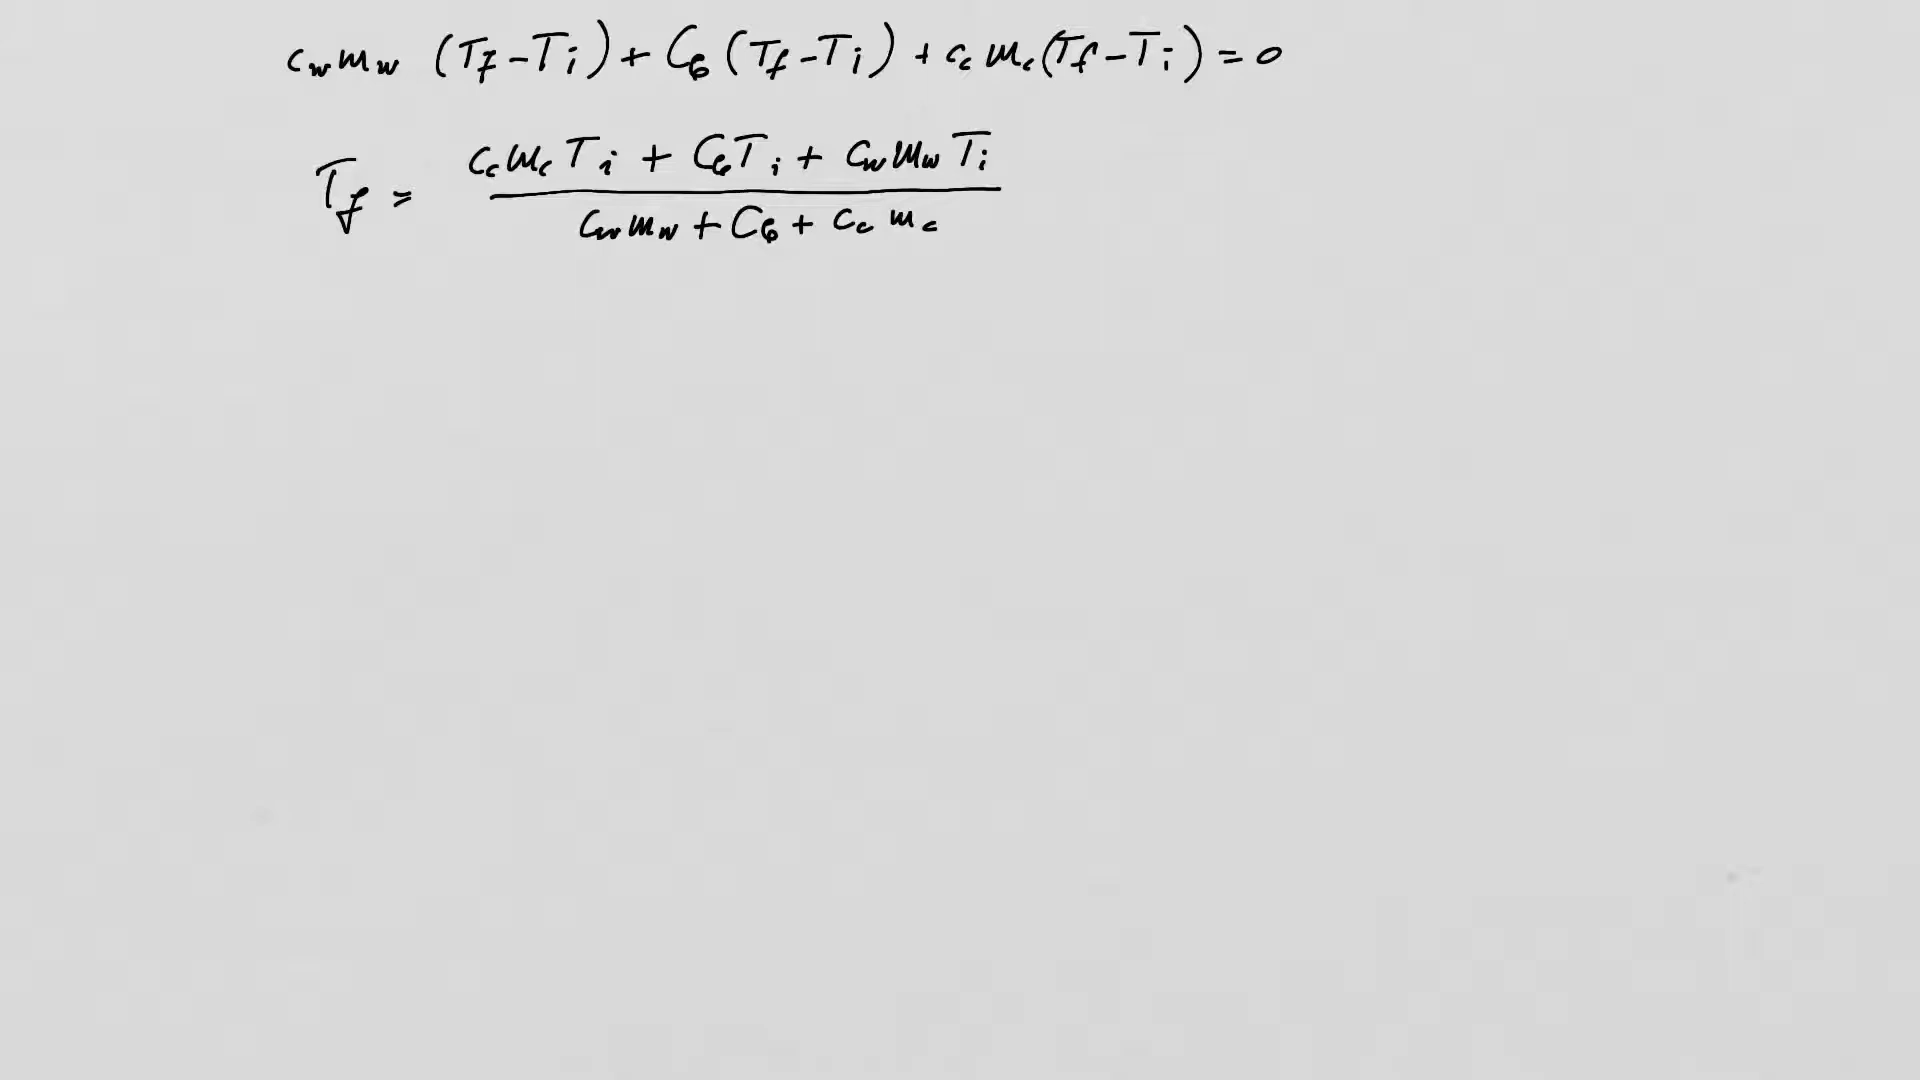 c_w m_w (T_f - T_i) + C_b (T_f - T_i) + c_c m_c (T_f - T_i) = 0
T_f = (c_c m_c T_i + C_b T_i + c_w m_w T_i) / (c_w m_w + C_b + c_c m_c)